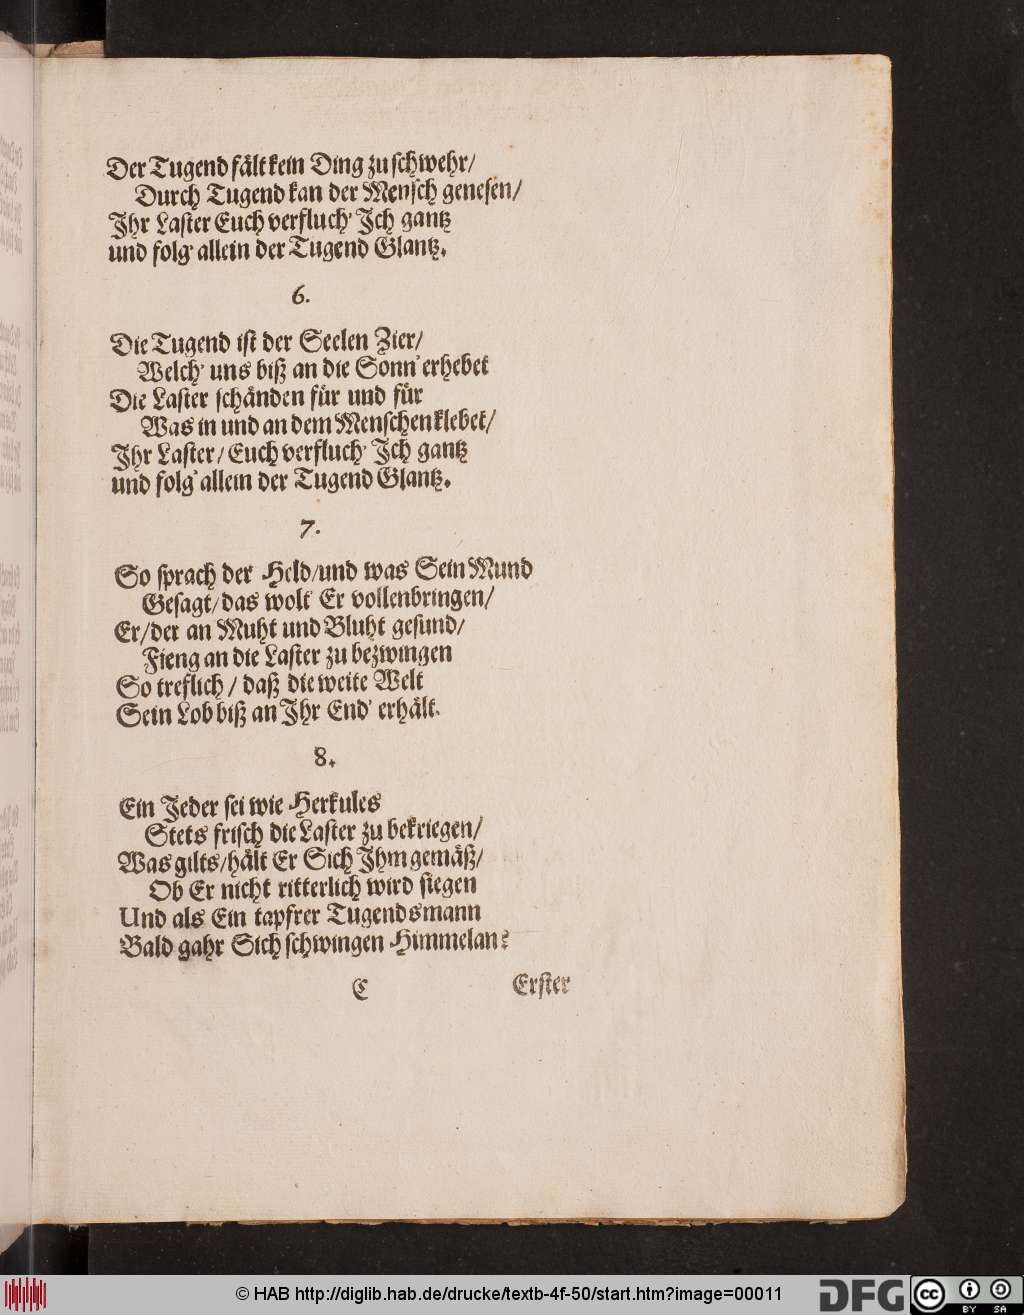 Der Tugend fält kein Ding zu schwehr/
Durch Tugend kan der Mensch genesen/
Ihr Laster Euch verfluch' Ich gantz
und folg' allein der Tugend Glantz.
6.
Die Tugend ist der Seelen Zier/
Welch' uns biß an die Sonn' erhebet
Die Laster schänden für und für
Was in und an dem Menschen klebet/
Ihr Laster/ Euch verfluch' Ich gantz
und folg' allein der Tugend Glantz.
7.
So sprach der Held/und was Sein Mund
Gesagt/das wolt' Er vollenbringen/
Er/der an Muht und Bluht gesund/
Fieng an die Laster zu bezwingen
So treflich/ daß die weite Welt
Sein Lob biß an Ihr End' erhält.
8.
Ein Jeder sei wie Herkules
Stets frisch die Laster zu bekriegen/
Was gilts/hält Er Sich Ihm gemäß/
Ob Er nicht ritterlich wird siegen
Und als Ein tapfrer Tugendsmann
Bald gahr Sich schwingen Himmelan?
C Erster
© HAB http://diglib.hab.de/drucke/textb-4f-50/start.htm?image=00011
DFG
cc
BY SA